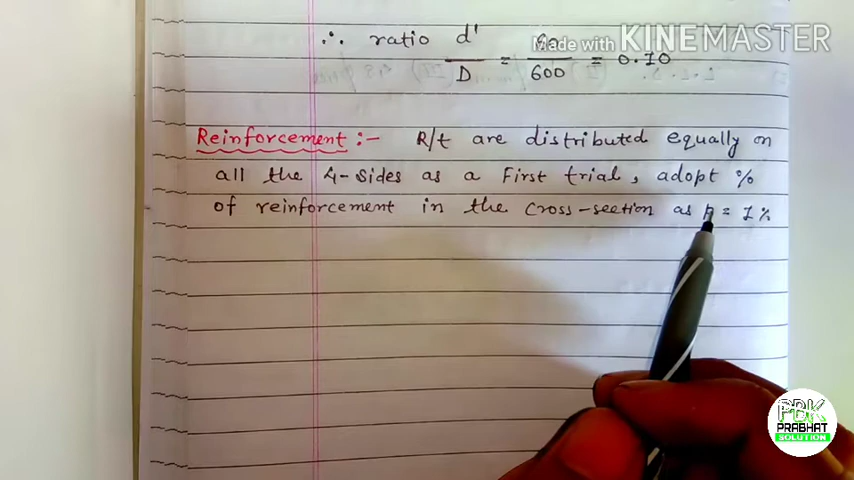 ∴ ratio d' / D = 60 / 600 = 0.10
Made with KINEMASTER
Reinforcement :- R/t are distributed equally on
all the 4-sides as a First trial, adopt %
of reinforcement in the cross-section as p = 1%
PBK
PRABHAT
SOLUTION